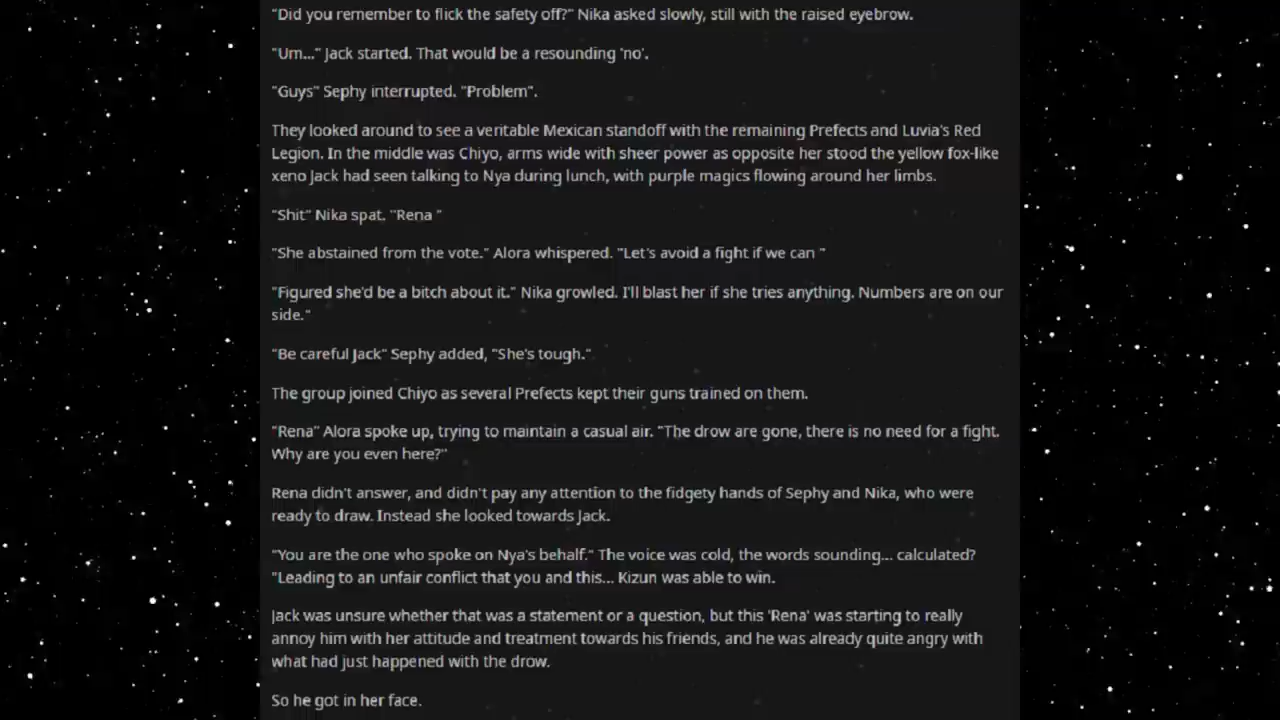 "Did you remember to flick the safety off?" Nika asked slowly, still with the raised eyebrow.
"Um..." Jack started. That would be a resounding 'no'.
"Guys" Sephy interrupted. "Problem".
They looked around to see a veritable Mexican standoff with the remaining Prefects and Luvia's Red
Legion. In the middle was Chiyo, arms wide with sheer power as opposite her stood the yellow fox-like
xeno Jack had seen talking to Nya during lunch, with purple magics flowing around her limbs.
"Shit" Nika spat. "Rena "
"She abstained from the vote." Alora whispered. "Let's avoid a fight if we can "
"Figured she'd be a bitch about it." Nika growled. I'll blast her if she tries anything. Numbers are on our
side."
"Be careful Jack" Sephy added, "She's tough."
The group joined Chiyo as several Prefects kept their guns trained on them.
"Rena" Alora spoke up, trying to maintain a casual air. "The drow are gone, there is no need for a fight.
Why are you even here?"
Rena didn't answer, and didn't pay any attention to the fidgety hands of Sephy and Nika, who were
ready to draw. Instead she looked towards Jack.
"You are the one who spoke on Nya's behalf." The voice was cold, the words sounding... calculated?
"Leading to an unfair conflict that you and this... Kizun was able to win.
Jack was unsure whether that was a statement or a question, but this 'Rena' was starting to really
annoy him with her attitude and treatment towards his friends, and he was already quite angry with
what had just happened with the drow.
So he got in her face.